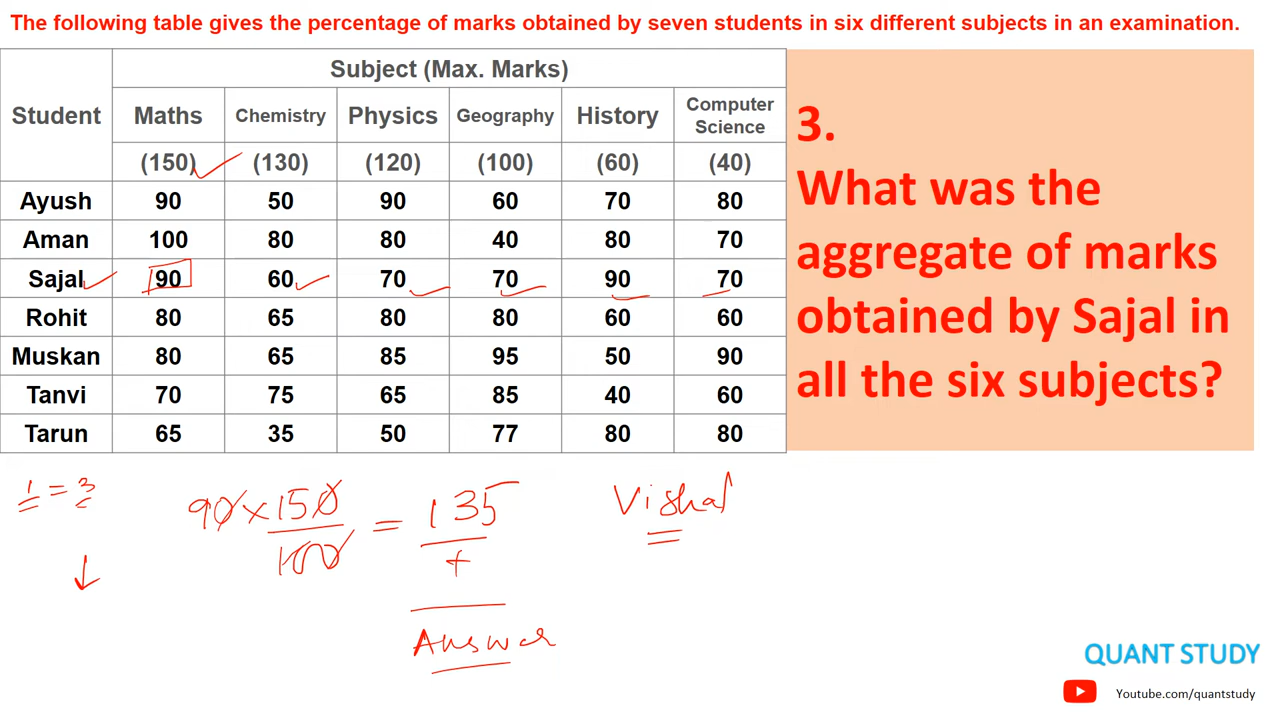 The following table gives the percentage of marks obtained by seven students in six different subjects in an examination.
Student Subject (Max. Marks)
Maths Chemistry Physics Geography History Computer Science
(150) (130) (120) (100) (60) (40)
Ayush 90 50 90 60 70 80
Aman 100 80 80 40 80 70
Sajal 90 60 70 70 90 70
Rohit 80 65 80 80 60 60
Muskan 80 65 85 95 50 90
Tanvi 70 75 65 85 40 60
Tarun 65 35 50 77 80 80
3.
What was the
aggregate of marks
obtained by Sajal in
all the six subjects?
1 = 3
90 × 150 / 100 = 135
+
Answer
Vishal
QUANT STUDY
Youtube.com/quantstudy